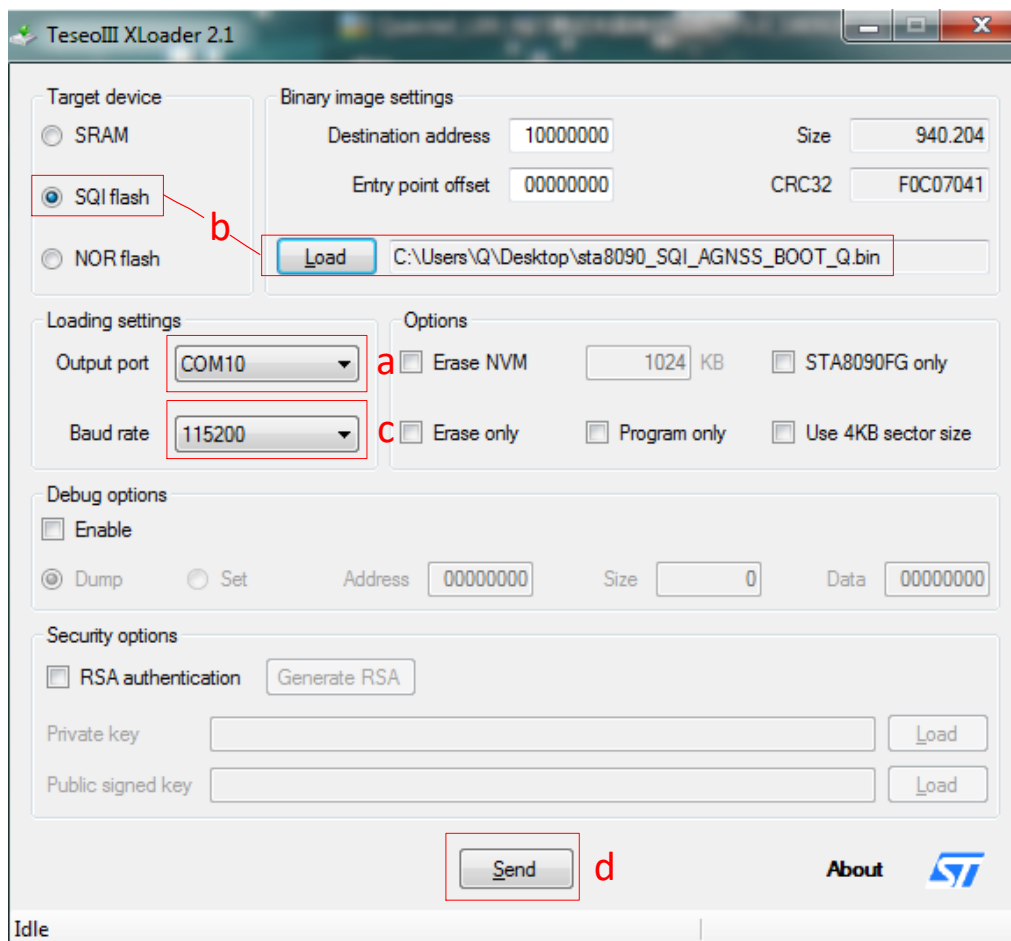 TeseoIII XLoader 2.1
Target device
SRAM
SQI flash
NOR flash
b
Binary image settings
Destination address 10000000 Size 940.204
Entry point offset 00000000 CRC32 F0C07041
Load C:\Users\Q\Desktop\sta8090_SQI_AGNSS_BOOT_Q.bin
Loading settings
Output port COM10 a
Baud rate 115200 c
Options
Erase NVM 1024 KB STA8090FG only
Erase only Program only Use 4KB sector size
Debug options
Enable
Dump Set Address 00000000 Size 0 Data 00000000
Security options
RSA authentication Generate RSA
Private key Load
Public signed key Load
Send d About ST
Idle